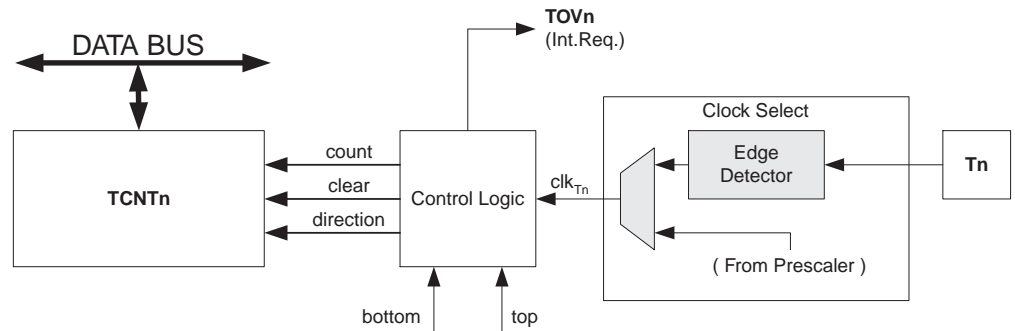 TOVn
(Int.Req.)
DATA BUS
Clock Select
count
clear
direction
TCNTn
Control Logic
clkTn
Edge
Detector
Tn
( From Prescaler )
bottom
top